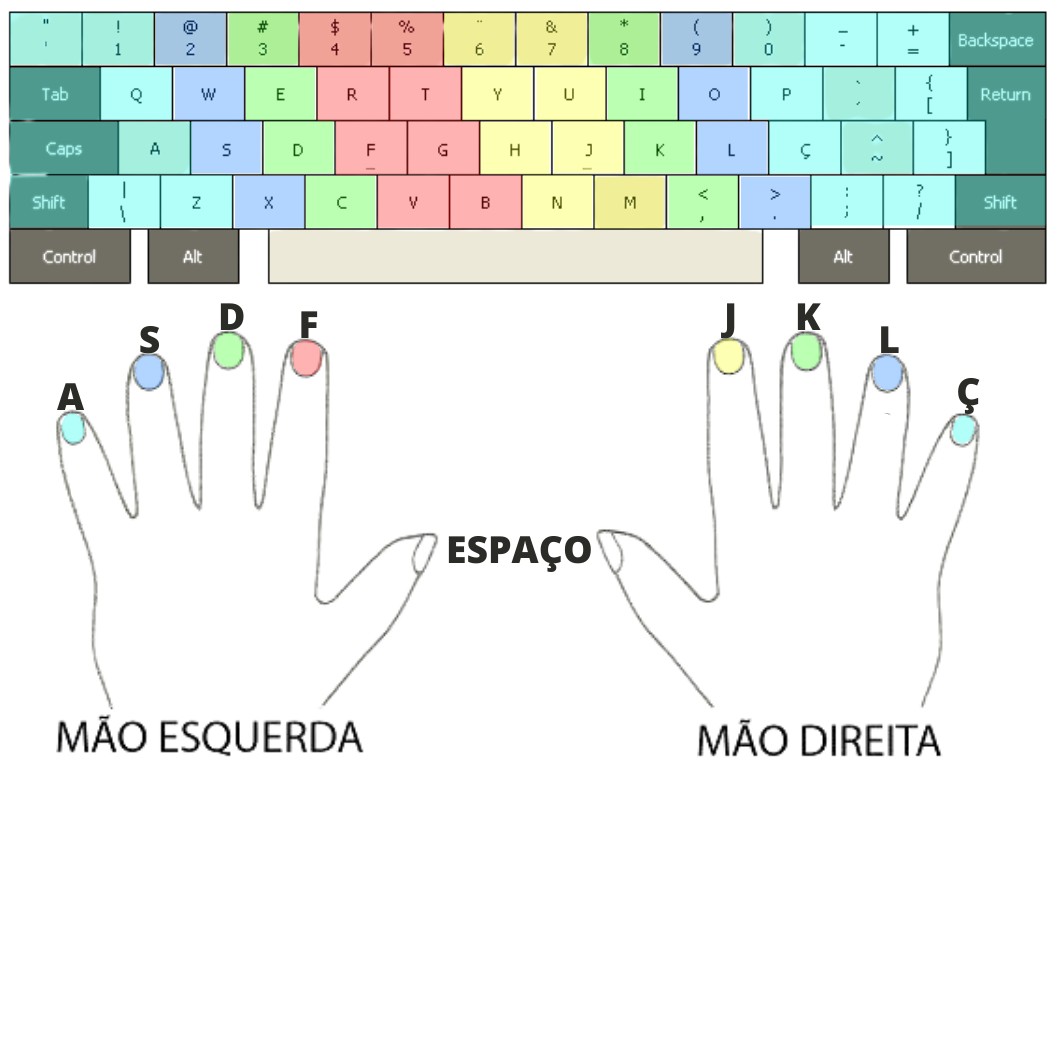 " ! @ # $ % ¨ & * ( ) _ +
' 1 2 3 4 5 6 7 8 9 0 - = Backspace
Tab Q W E R T Y U I O P ` ´ { [ Return
Caps A S D F G H J K L Ç ^ ~ } ]
Shift | \ Z X C V B N M < , > . : ; ? / Shift
Control Alt Alt Control
A S D F J K L Ç
ESPAÇO
MÃO ESQUERDA MÃO DIREITA